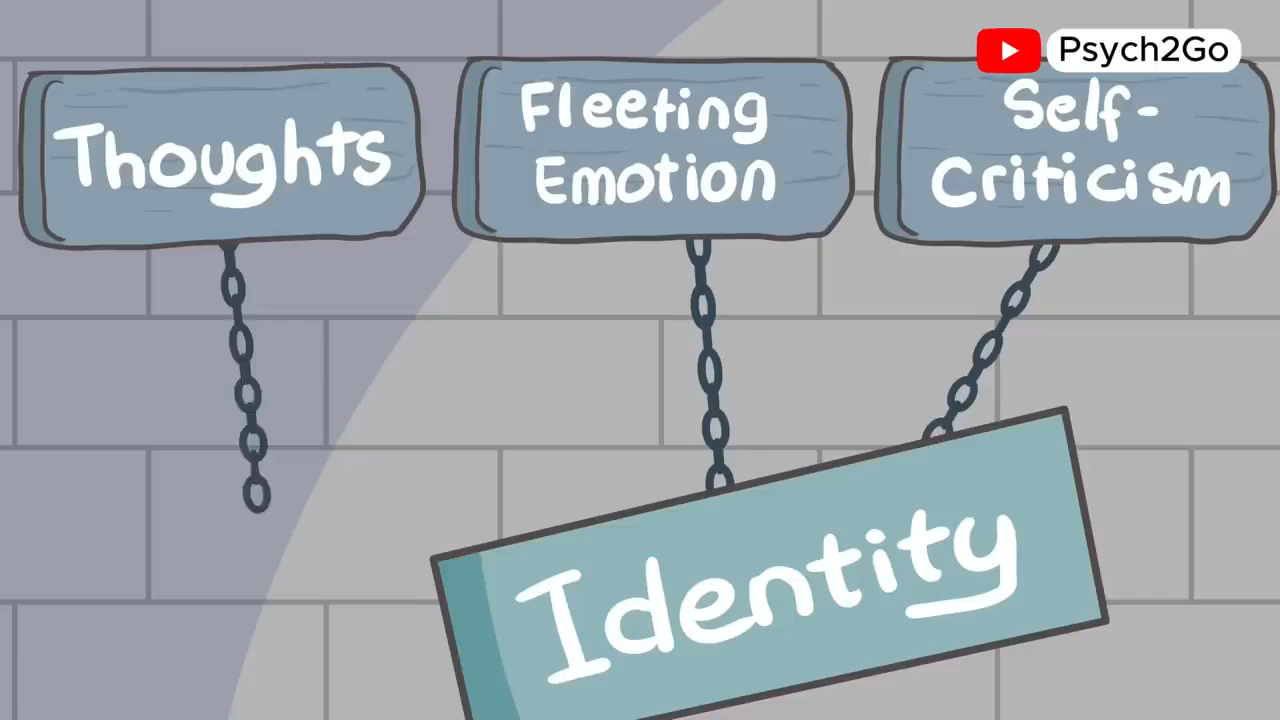 Psych2Go
Thoughts
Fleeting
Emotion
Self-
Criticism
Identity